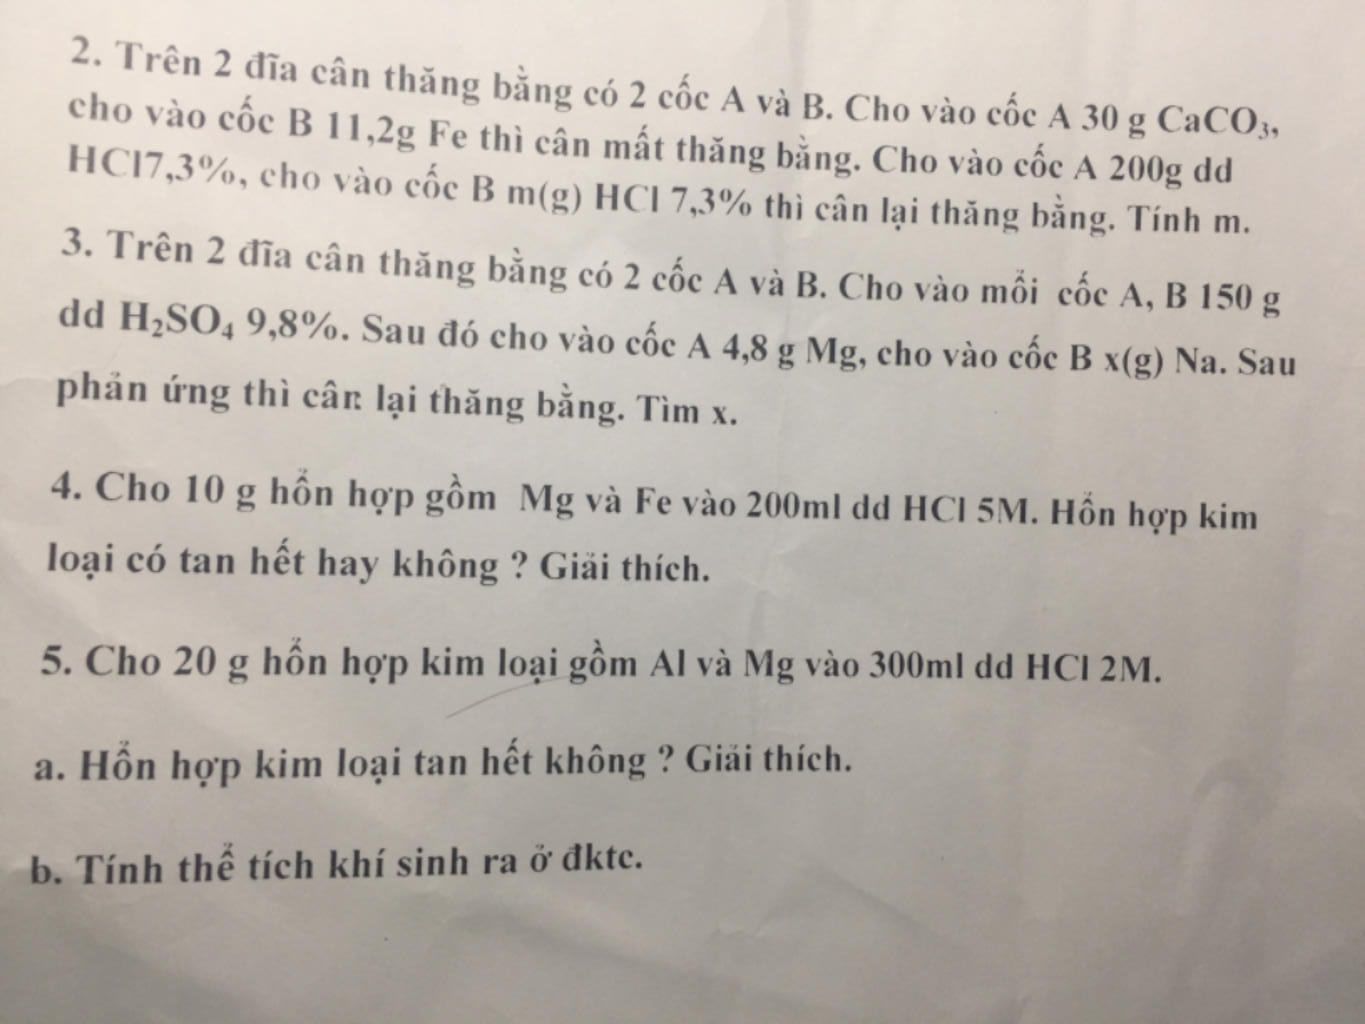 2. Trên 2 đĩa cân thăng bằng có 2 cốc A và B. Cho vào cốc A 30 g CaCO₃,
cho vào cốc B 11,2g Fe thì cân mất thăng bằng. Cho vào cốc A 200g dd
HCl7,3%, cho vào cốc B m(g) HCl 7,3% thì cân lại thăng bằng. Tính m.
3. Trên 2 đĩa cân thăng bằng có 2 cốc A và B. Cho vào mỗi cốc A, B 150 g
dd H₂SO₄ 9,8%. Sau đó cho vào cốc A 4,8 g Mg, cho vào cốc B x(g) Na. Sau
phản ứng thì cân lại thăng bằng. Tìm x.
4. Cho 10 g hổn hợp gồm Mg và Fe vào 200ml dd HCl 5M. Hổn hợp kim
loại có tan hết hay không ? Giải thích.
5. Cho 20 g hổn hợp kim loại gồm Al và Mg vào 300ml dd HCl 2M.
a. Hổn hợp kim loại tan hết không ? Giải thích.
b. Tính thể tích khí sinh ra ở đktc.